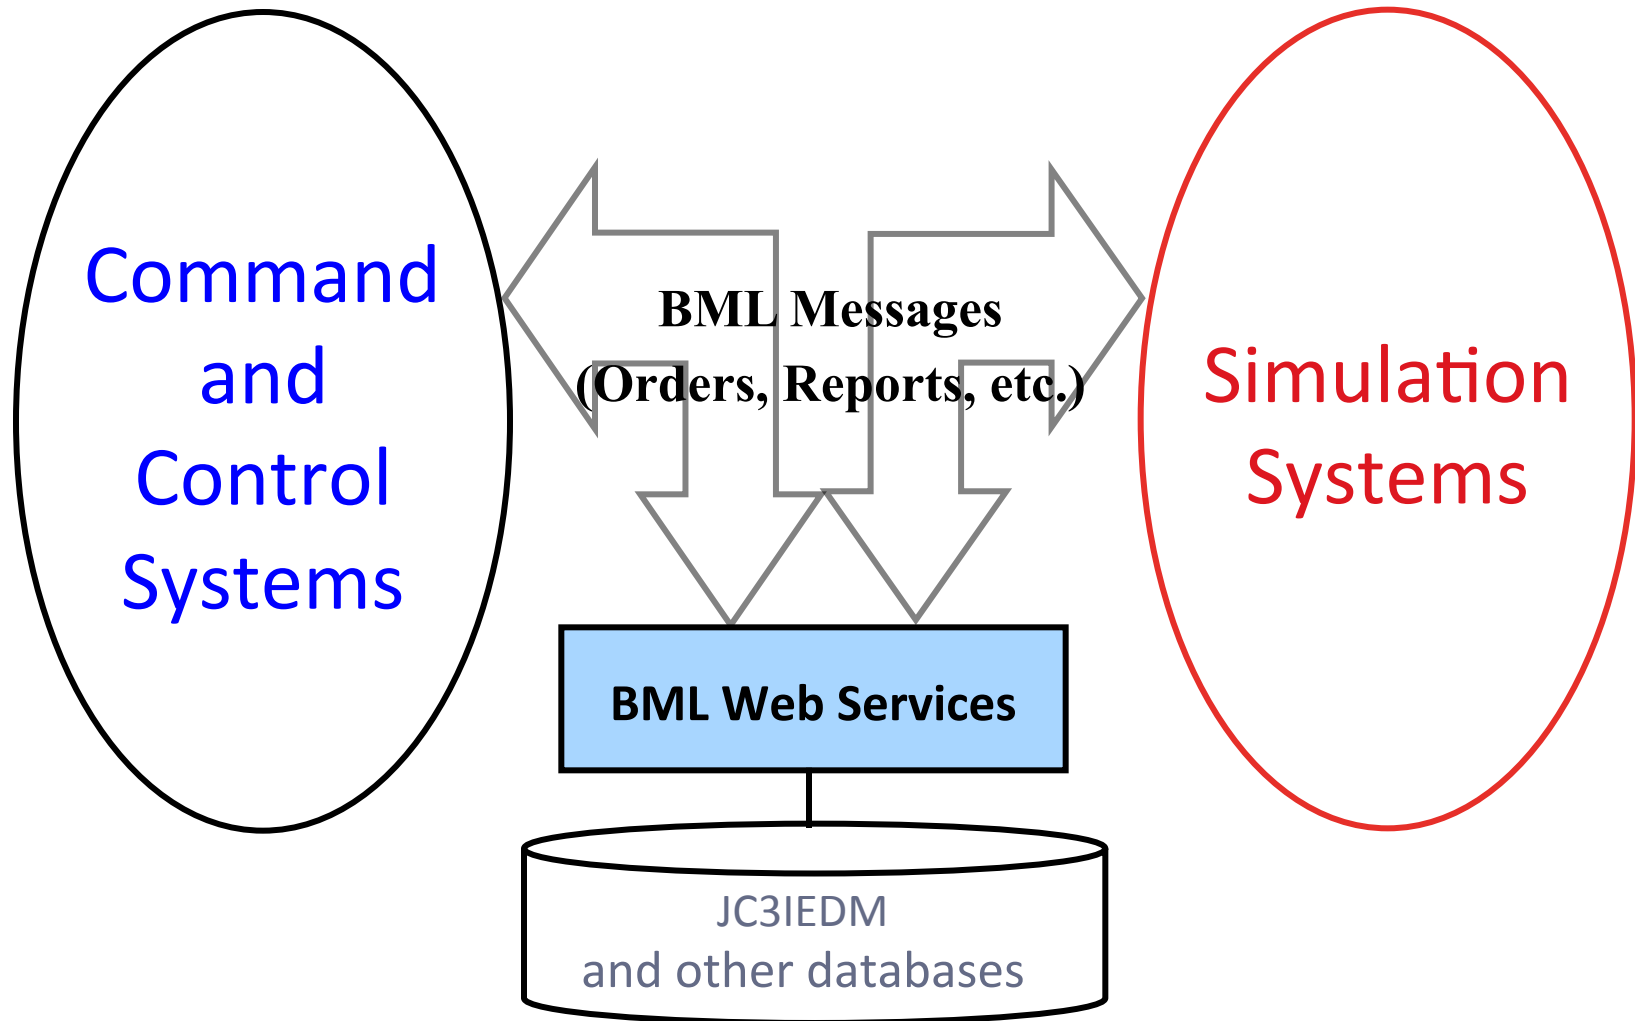 Command
and
Control
Systems
BML Messages
(Orders, Reports, etc.)
Simulation
Systems
BML Web Services
JC3IEDM
and other databases